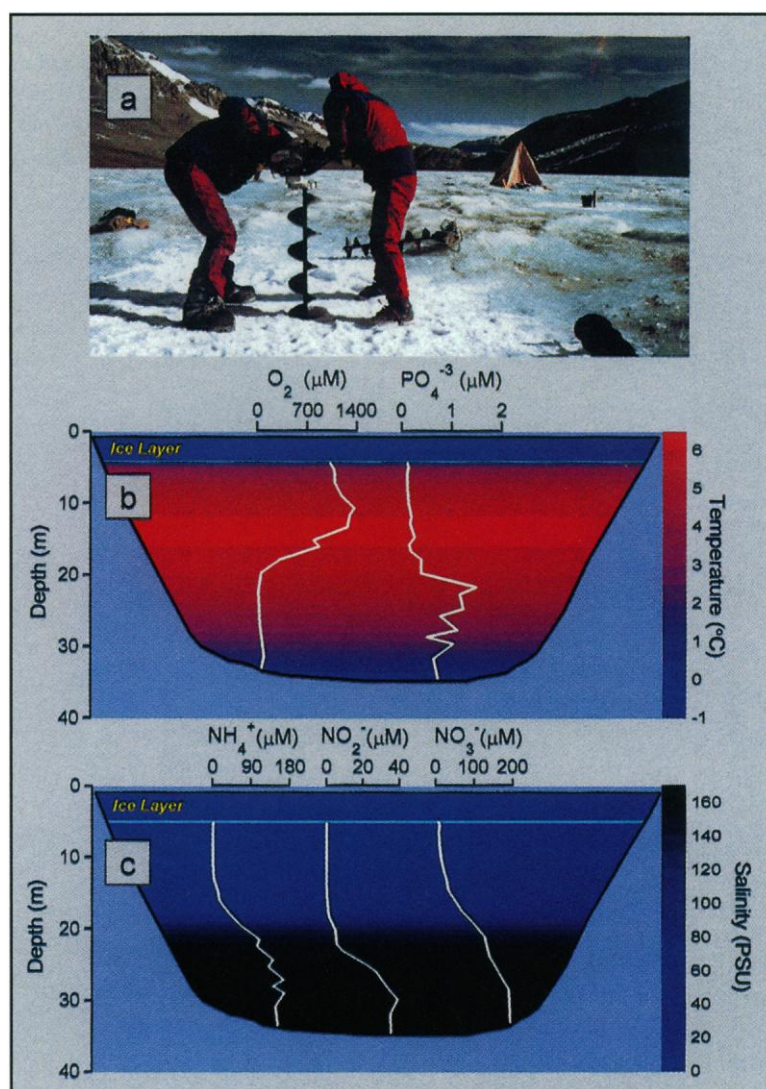 a
O₂ (µM) PO₄⁻³ (µM)
0 700 1400 0 1 2
0
Ice Layer
b
10
20
30
40
Depth (m)
6
5
4
3
2
1
0
-1
Temperature (°C)
NH₄⁺(µM) NO₂⁻(µM) NO₃⁻(µM)
0 90 180 0 20 40 0 100 200
0
Ice Layer
c
10
20
30
40
Depth (m)
160
140
120
100
80
60
40
20
0
Salinity (PSU)